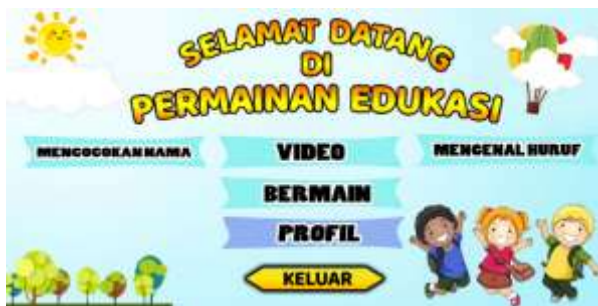 SELAMAT DATANG
DI
PERMAINAN EDUKASI
MENCOCOKAN NAMA
VIDEO
MENGENAL HURUF
BERMAIN
PROFIL
KELUAR